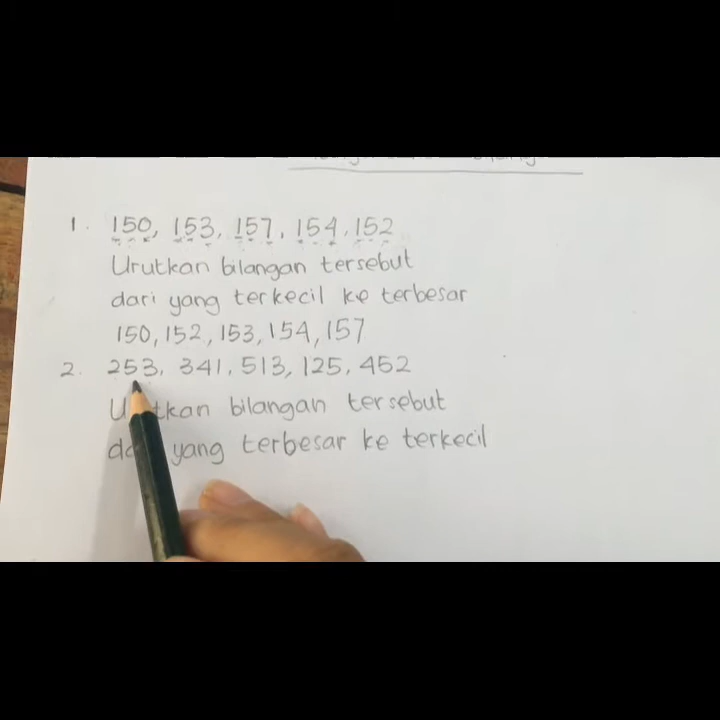 1. 150, 153, 157, 154, 152
Urutkan bilangan tersebut
dari yang terkecil ke terbesar
150, 152, 153, 154, 157
2. 253, 341, 513, 125, 452
bilangan tersebut
yang terbesar ke terkecil